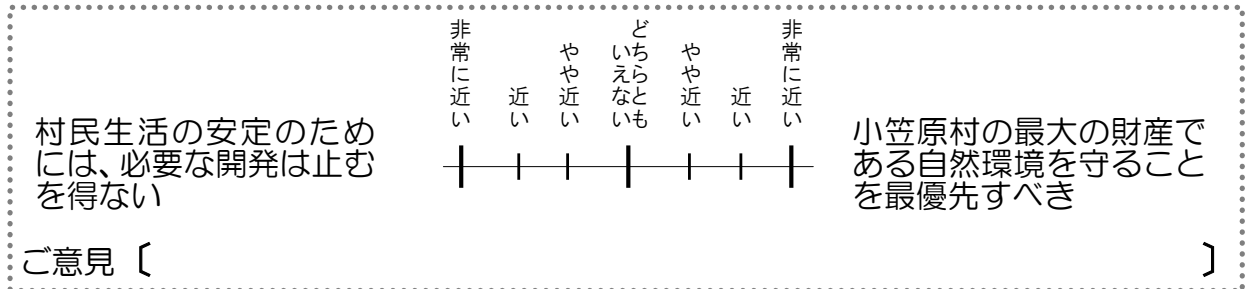 非常に近い
近い
やや近い
どちらとも
いえない
やや近い
近い
非常に近い
村民生活の安定のため
には、必要な開発は止む
を得ない
小笠原村の最大の財産で
ある自然環境を守ること
を最優先すべき
ご意見〔 〕